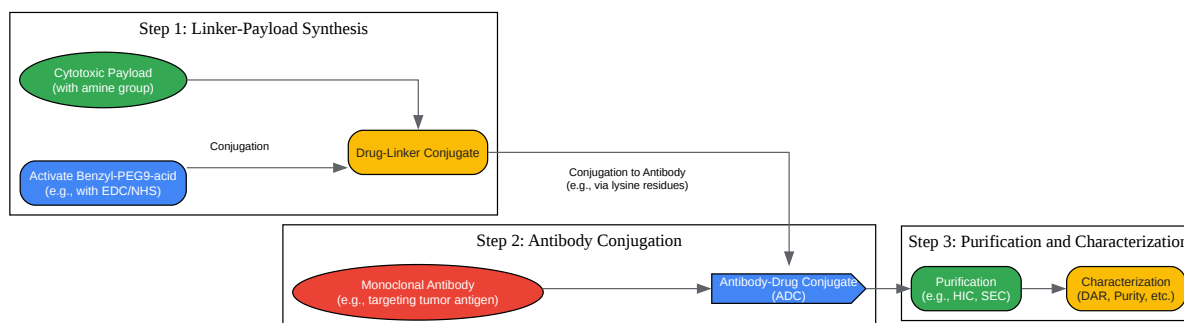 Step 1: Linker-Payload Synthesis
Cytotoxic Payload
(with amine group)
Conjugation
Activate Benzyl-PEG9-acid
(e.g., with EDC/NHS)
Drug-Linker Conjugate
Conjugation to Antibody
(e.g., via lysine residues)
Step 2: Antibody Conjugation
Monoclonal Antibody
(e.g., targeting tumor antigen)
Antibody-Drug Conjugate
(ADC)
Step 3: Purification and Characterization
Purification
(e.g., HIC, SEC)
Characterization
(DAR, Purity, etc.)